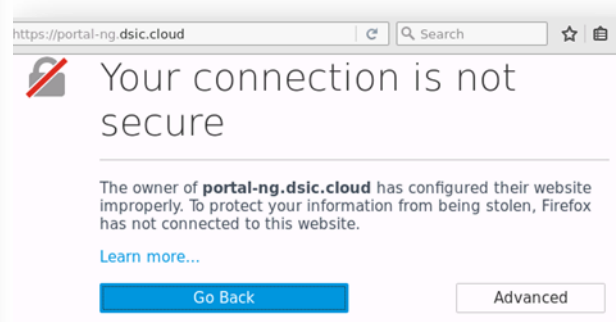 https://portal-ng.dsic.cloud
Search
Your connection is not
secure
The owner of portal-ng.dsic.cloud has configured their website
improperly. To protect your information from being stolen, Firefox
has not connected to this website.
Learn more...
Go Back
Advanced